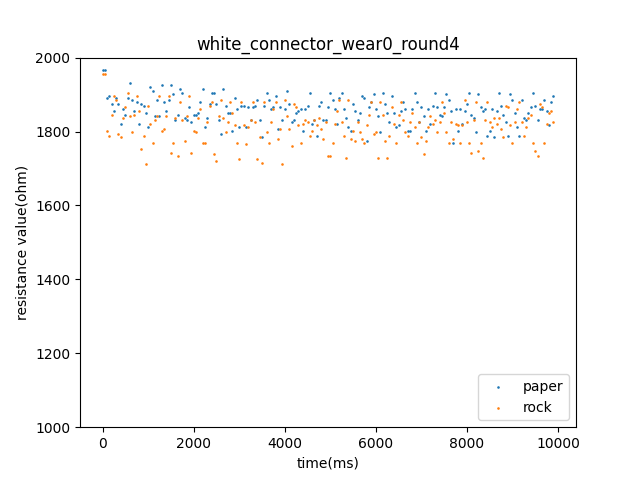 white_connector_wear0_round4
2000
1800
1600
1400
1200
1000
resistance value(ohm)
0 2000 4000 6000 8000 10000
time(ms)
paper
rock